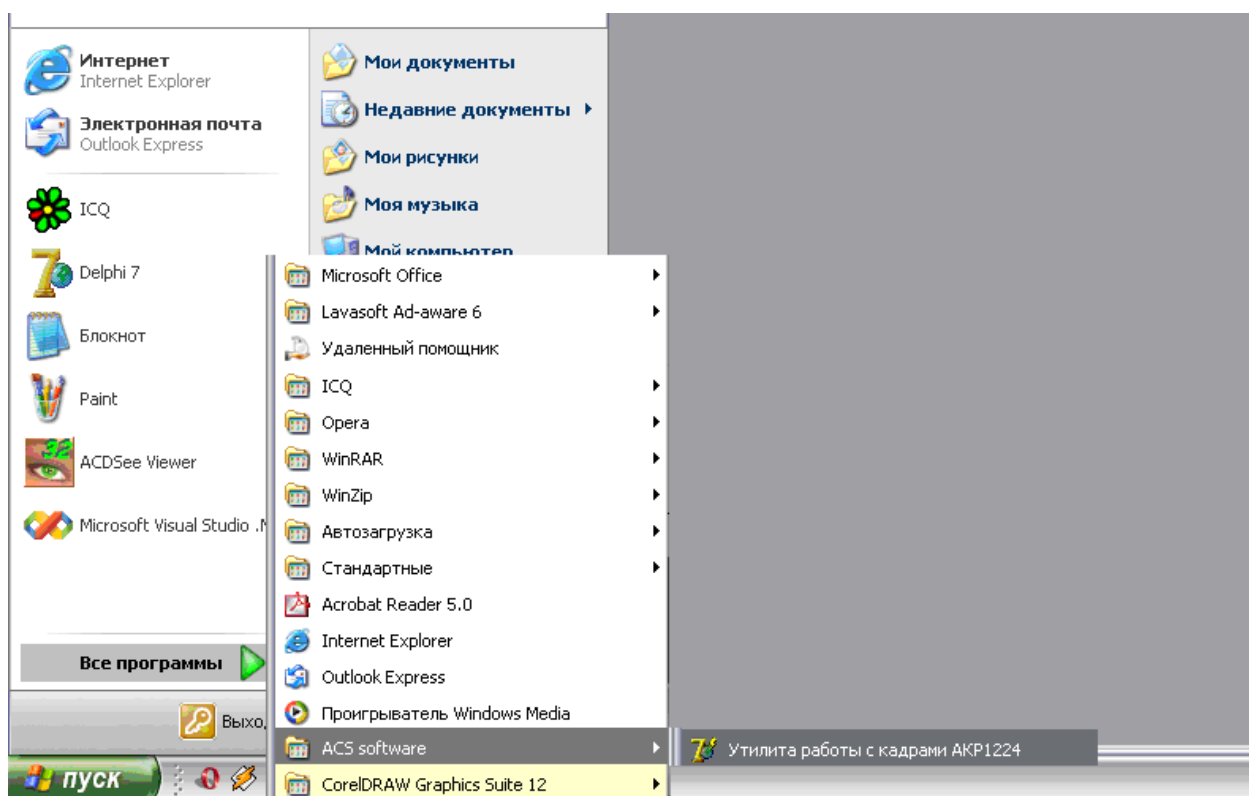 Интернет
Internet Explorer
Электронная почта
Outlook Express
ICQ
Delphi 7
Блокнот
Paint
ACDSee Viewer
Microsoft Visual Studio .N
Все программы
Мои документы
Недавние документы
Мои рисунки
Моя музыка
Мой компьютер
Выхо
пуск
Microsoft Office
Lavasoft Ad-aware 6
Удаленный помощник
ICQ
Opera
WinRAR
WinZip
Автозагрузка
Стандартные
Acrobat Reader 5.0
Internet Explorer
Outlook Express
Проигрыватель Windows Media
ACS software
CorelDRAW Graphics Suite 12
Утилита работы с кадрами АКР1224